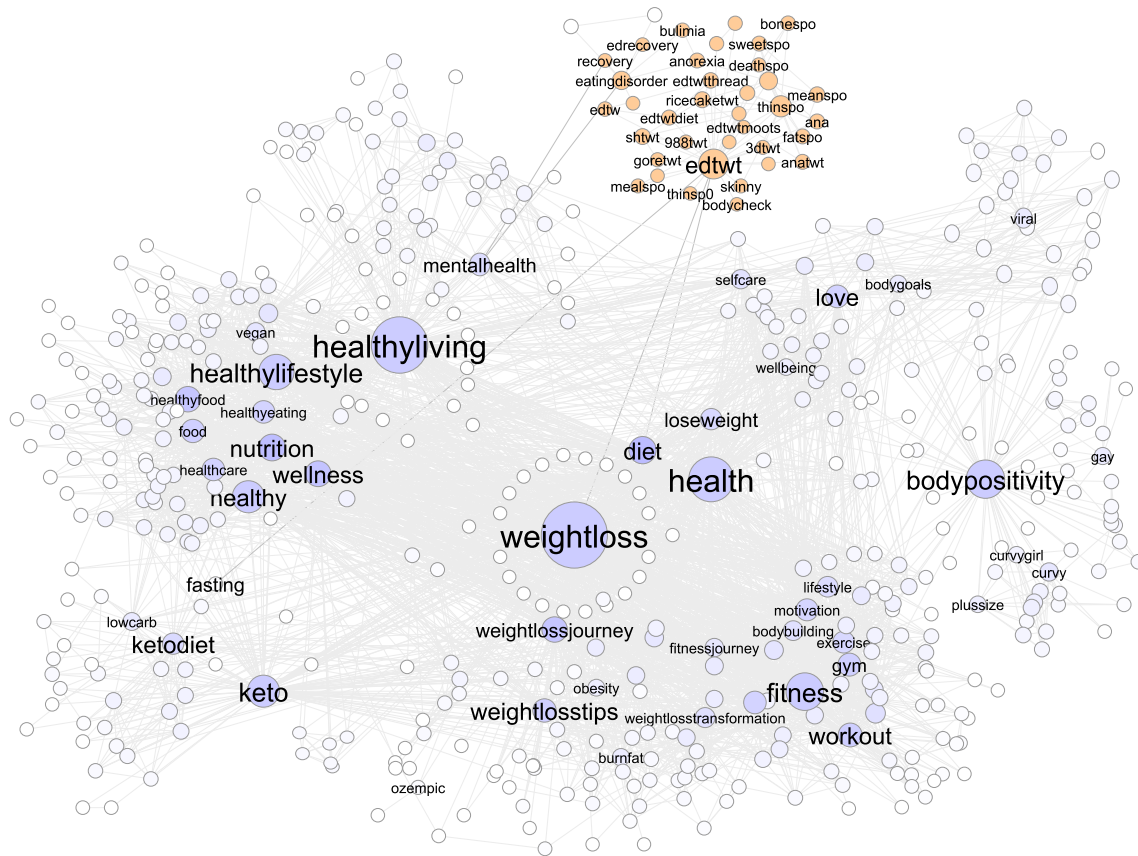 bonespo
bulimia
edrecovery
sweetspo
recovery
anorexia
deathspo
eatingdisorder
edtwtthread
meanspo
ricecaketwt
thinspo
edtw
edtwtdiet
ana
edtwtmoots
shtwt
fatspo
988twt
3dtwt
goretwt
edtwt
anatwt
mealspo
thinsp0
skinny
bodycheck
viral
mentalhealth
selfcare
bodygoals
love
vegan
healthyliving
healthylifestyle
wellbeing
healthyfood
healthyeating
loseweight
food
nutrition
diet
gay
healthcare
wellness
health
bodypositivity
healthy
weightloss
curvygirl
curvy
fasting
lifestyle
plussize
motivation
lowcarb
weightlossjourney
bodybuilding
ketodiet
fitnessjourney
exercise
gym
keto
obesity
fitness
weightlosstips
weightlosstransformation
workout
burnfat
ozempic